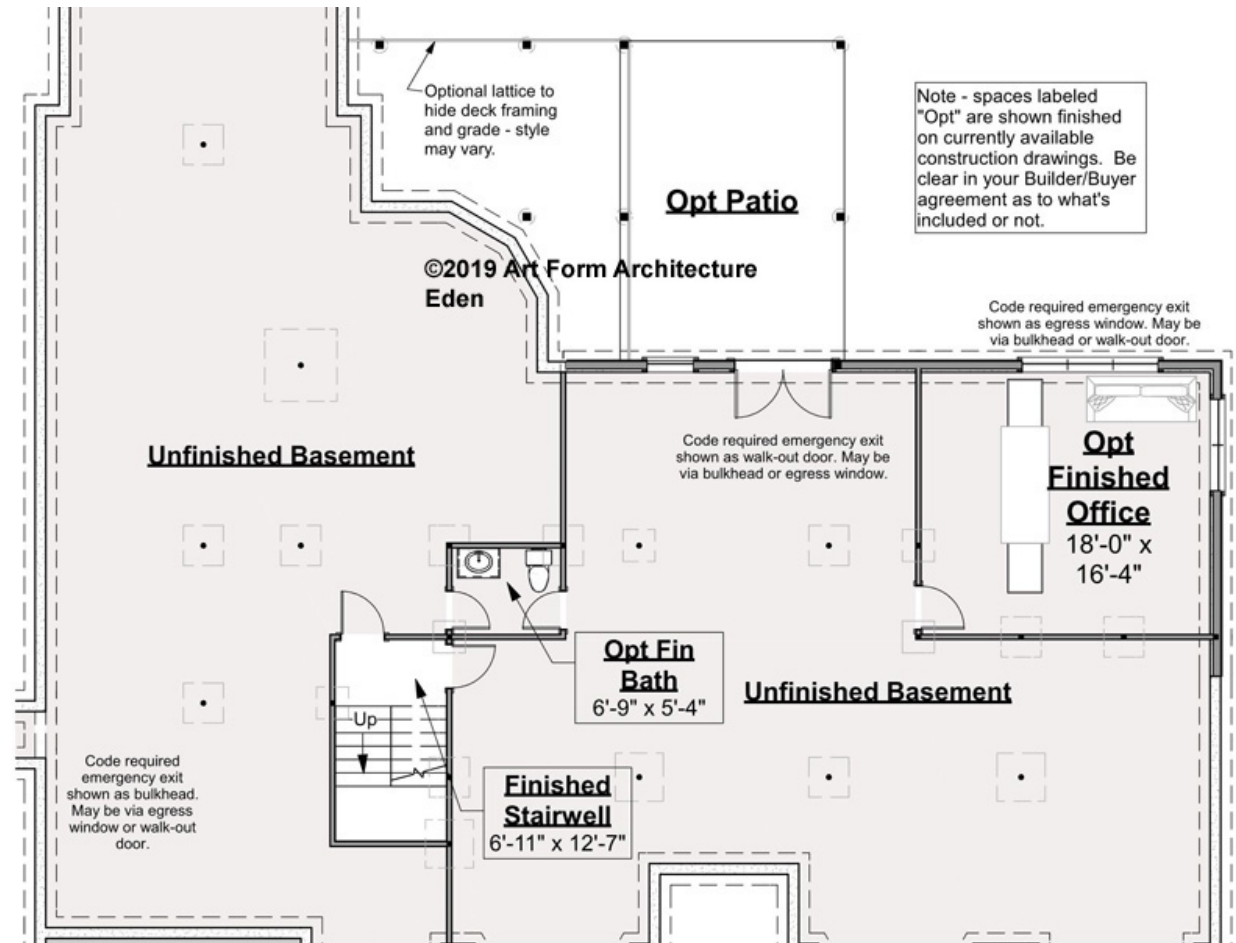 Optional lattice to
hide deck framing
and grade - style
may vary.
Note - spaces labeled
"Opt" are shown finished
on currently available
construction drawings. Be
clear in your Builder/Buyer
agreement as to what's
included or not.
Opt Patio
©2019 Art Form Architecture
Eden
Code required emergency exit
shown as egress window. May be
via bulkhead or walk-out door.
Unfinished Basement
Code required emergency exit
shown as walk-out door. May be
via bulkhead or egress window.
Opt
Finished
Office
18'-0" x
16'-4"
Opt Fin
Bath
6'-9" x 5'-4"
Unfinished Basement
Up
Code required
emergency exit
shown as bulkhead.
May be via egress
window or walk-out
door.
Finished
Stairwell
6'-11" x 12'-7"